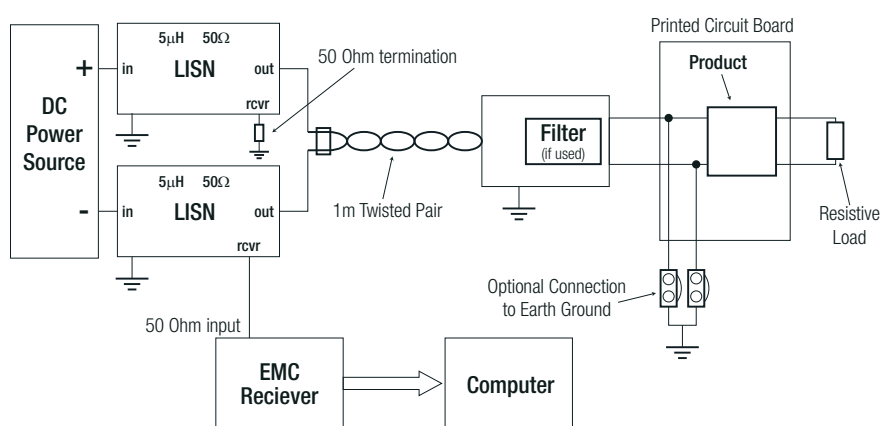 Printed Circuit Board
5µH 50Ω
LISN
in
out
rcvr
+
DC
Power
Source
-
50 Ohm termination
Product
Filter
(if used)
5µH 50Ω
LISN
in
out
rcvr
1m Twisted Pair
Resistive
Load
Optional Connection
to Earth Ground
50 Ohm input
EMC
Reciever
Computer